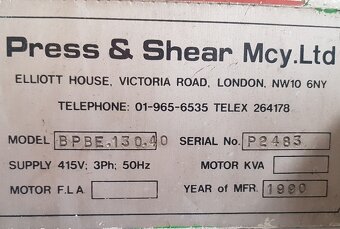 Press & Shear Mcy.Ltd
ELLIOTT HOUSE, VICTORIA ROAD, LONDON, NW10 6NY
TELEPHONE: 01-965-6535 TELEX 264178
MODEL BPBE.130.40 SERIAL No. P2483
SUPPLY 415V; 3Ph; 50Hz MOTOR KVA
MOTOR F.L.A YEAR of MFR. 1990